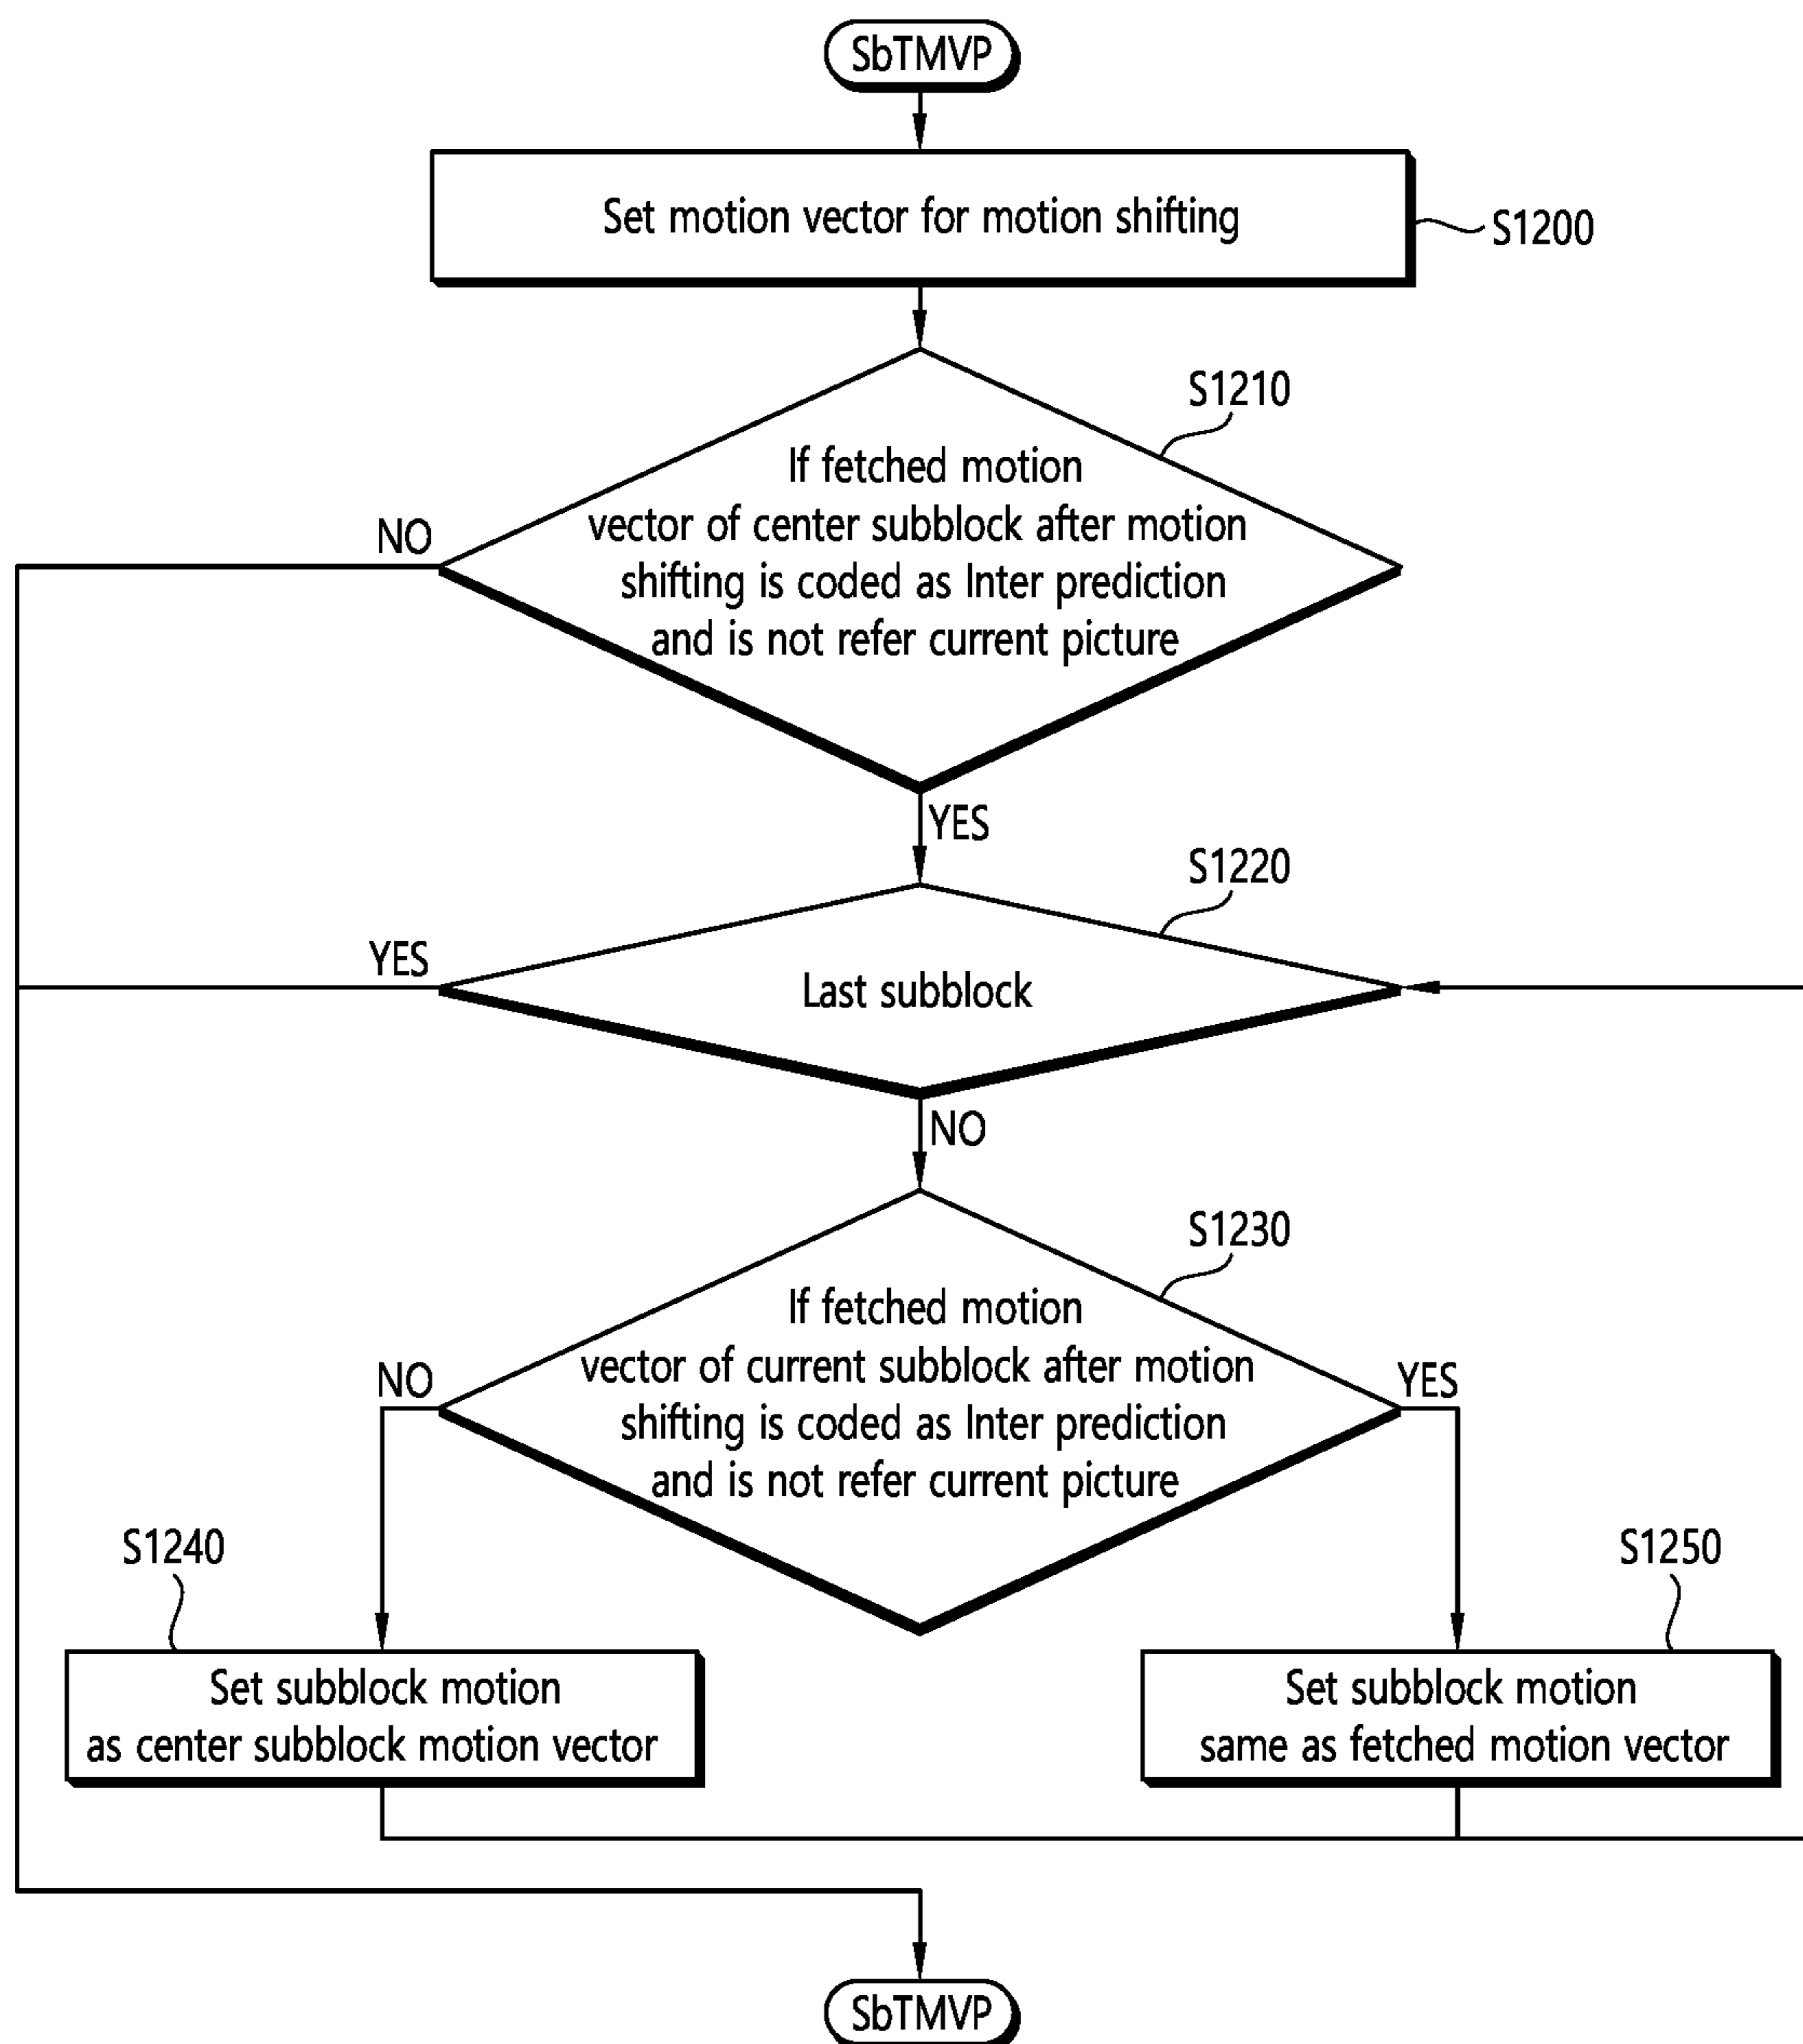 SbTMVP
Set motion vector for motion shifting
S1200
S1210
If fetched motion
vector of center subblock after motion
shifting is coded as Inter prediction
and is not refer current picture
NO
YES
S1220
YES
Last subblock
NO
S1230
If fetched motion
vector of current subblock after motion
shifting is coded as Inter prediction
and is not refer current picture
NO
YES
S1240
S1250
Set subblock motion
as center subblock motion vector
Set subblock motion
same as fetched motion vector
SbTMVP